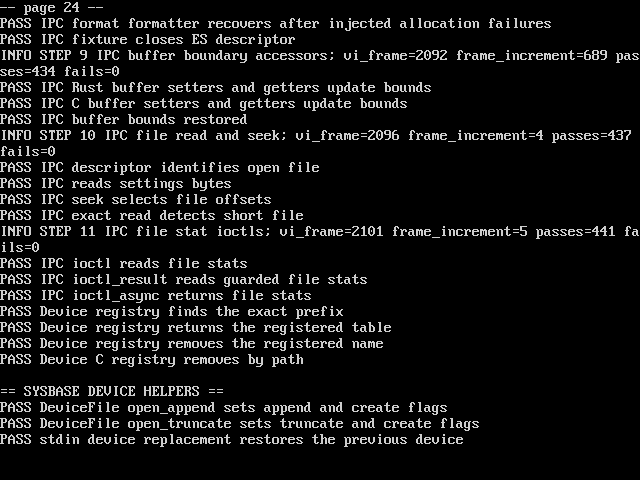 -- page 24 --
PASS IPC format formatter recovers after injected allocation failures
PASS IPC fixture closes ES descriptor
INFO STEP 9 IPC buffer boundary accessors; vi_frame=2092 frame_increment=689 pas
ses=434 fails=0
PASS IPC Rust buffer setters and getters update bounds
PASS IPC C buffer setters and getters update bounds
PASS IPC buffer bounds restored
INFO STEP 10 IPC file read and seek; vi_frame=2096 frame_increment=4 passes=437
fails=0
PASS IPC descriptor identifies open file
PASS IPC reads settings bytes
PASS IPC seek selects file offsets
PASS IPC exact read detects short file
INFO STEP 11 IPC file stat ioctls; vi_frame=2101 frame_increment=5 passes=441 fa
ils=0
PASS IPC ioctl reads file stats
PASS IPC ioctl_result reads guarded file stats
PASS IPC ioctl_async returns file stats
PASS Device registry finds the exact prefix
PASS Device registry returns the registered table
PASS Device registry removes the registered name
PASS Device C registry removes by path
== SYSBASE DEVICE HELPERS ==
PASS DeviceFile open_append sets append and create flags
PASS DeviceFile open_truncate sets truncate and create flags
PASS stdin device replacement restores the previous device